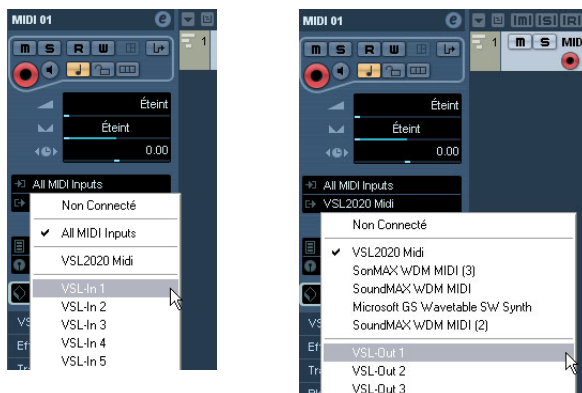 MIDI 01
M S R W
Éteint
Éteint
0.00
All MIDI Inputs
Non Connecté
All MIDI Inputs
VSL2020 Midi
VSL-In 1
VSL-In 2
VSL-In 3
VSL-In 4
VSL-In 5
1
MIDI 01
M S R W
Éteint
Éteint
0.00
All MIDI Inputs
VSL2020 Midi
Non Connecté
VSL2020 Midi
SonMAX WDM MIDI (3)
SoundMAX WDM MIDI
Microsoft GS Wavetable SW Synth
SoundMAX WDM MIDI (2)
VSL-Out 1
VSL-Out 2
VSL-Out 3
M S R
1 M S MID